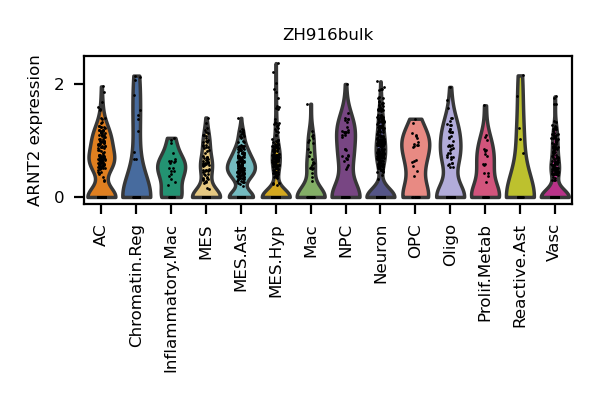 ZH916bulk
ARNT2 expression
2
0
AC
Chromatin.Reg
Inflammatory.Mac
MES
MES.Ast
MES.Hyp
Mac
NPC
Neuron
OPC
Oligo
Prolif.Metab
Reactive.Ast
Vasc